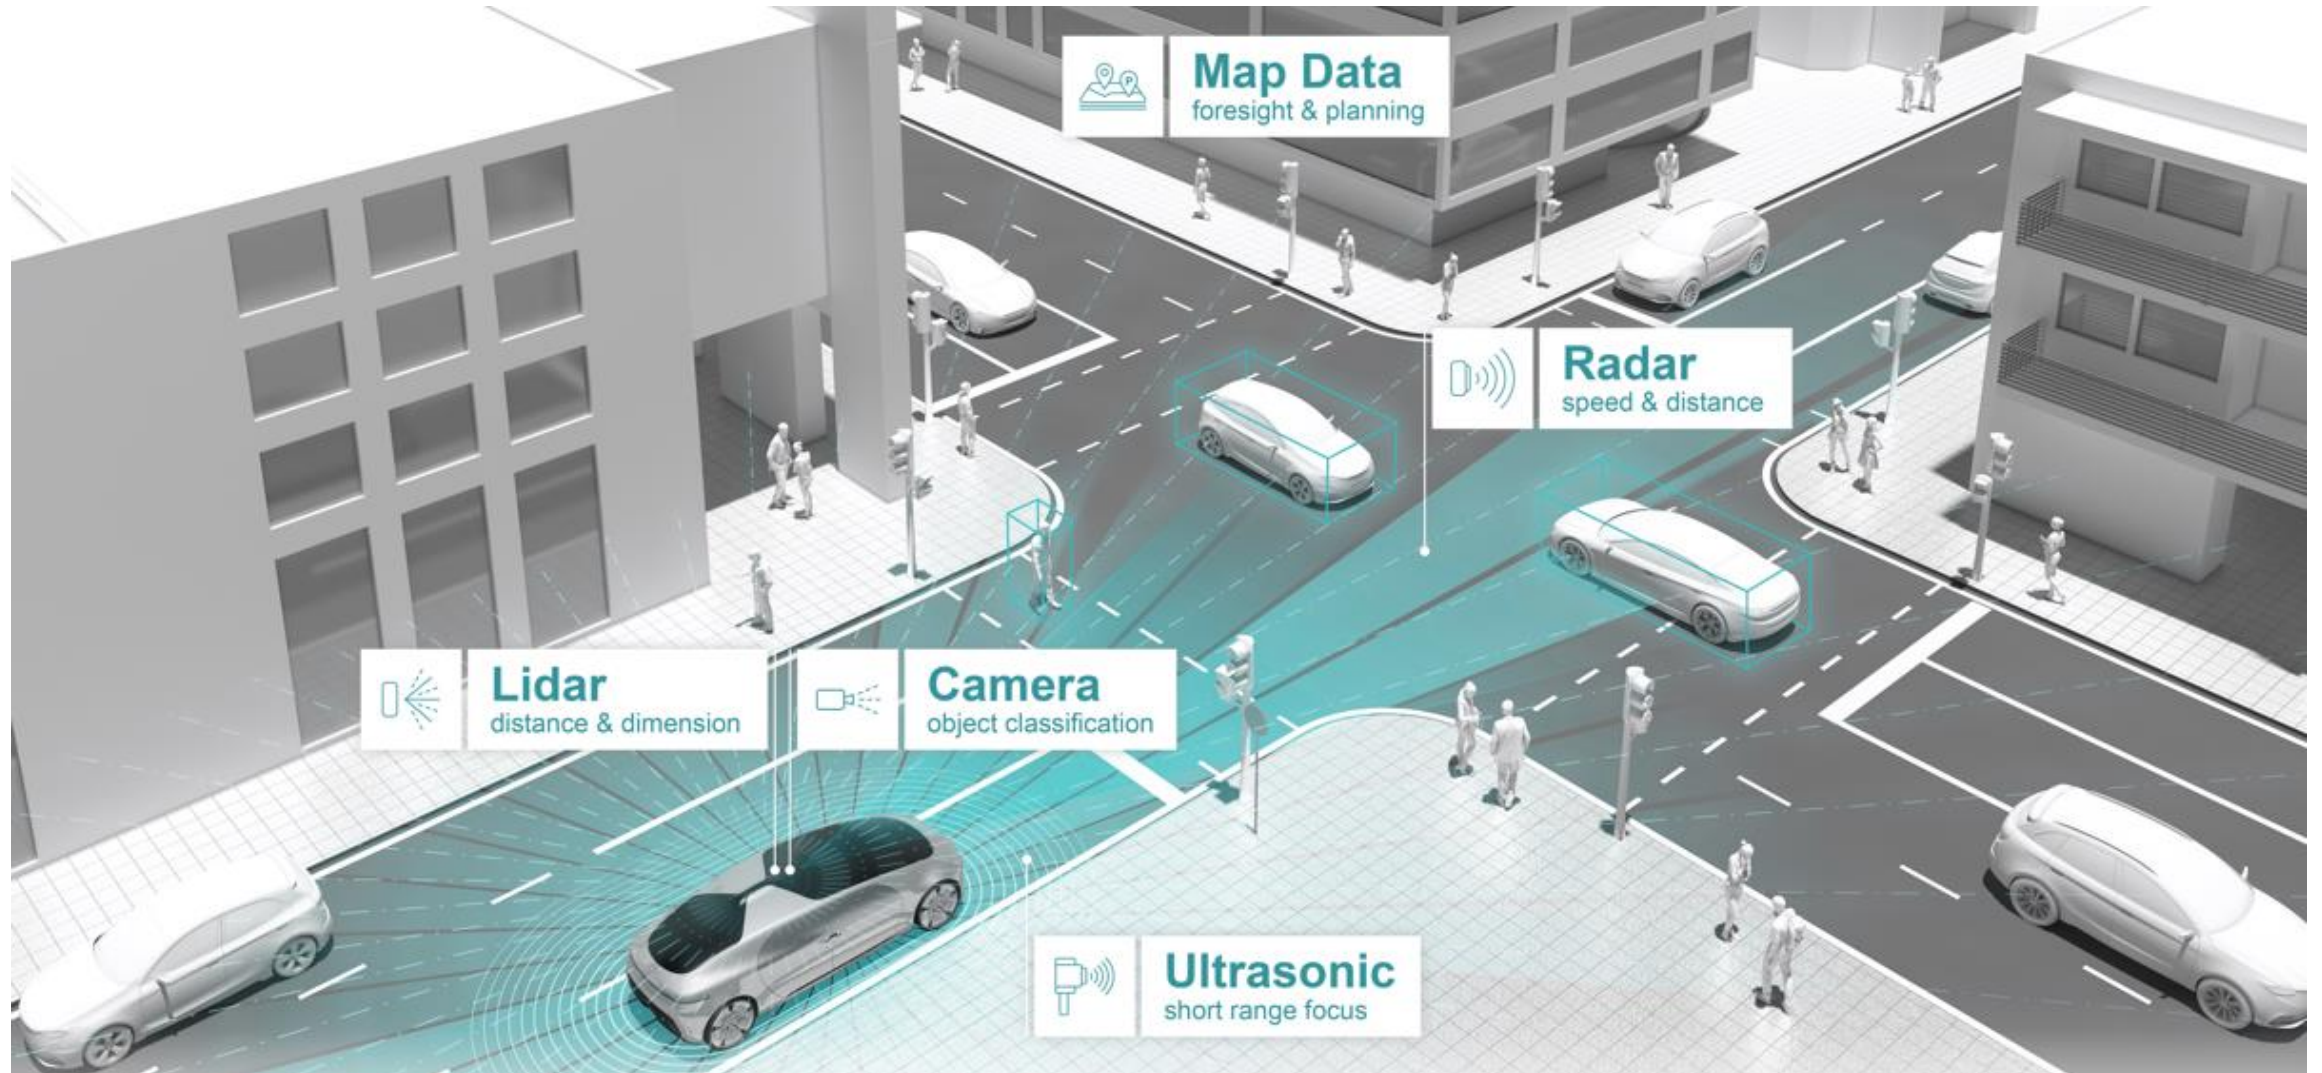 Map Data
foresight & planning
Radar
speed & distance
Lidar
distance & dimension
Camera
object classification
Ultrasonic
short range focus